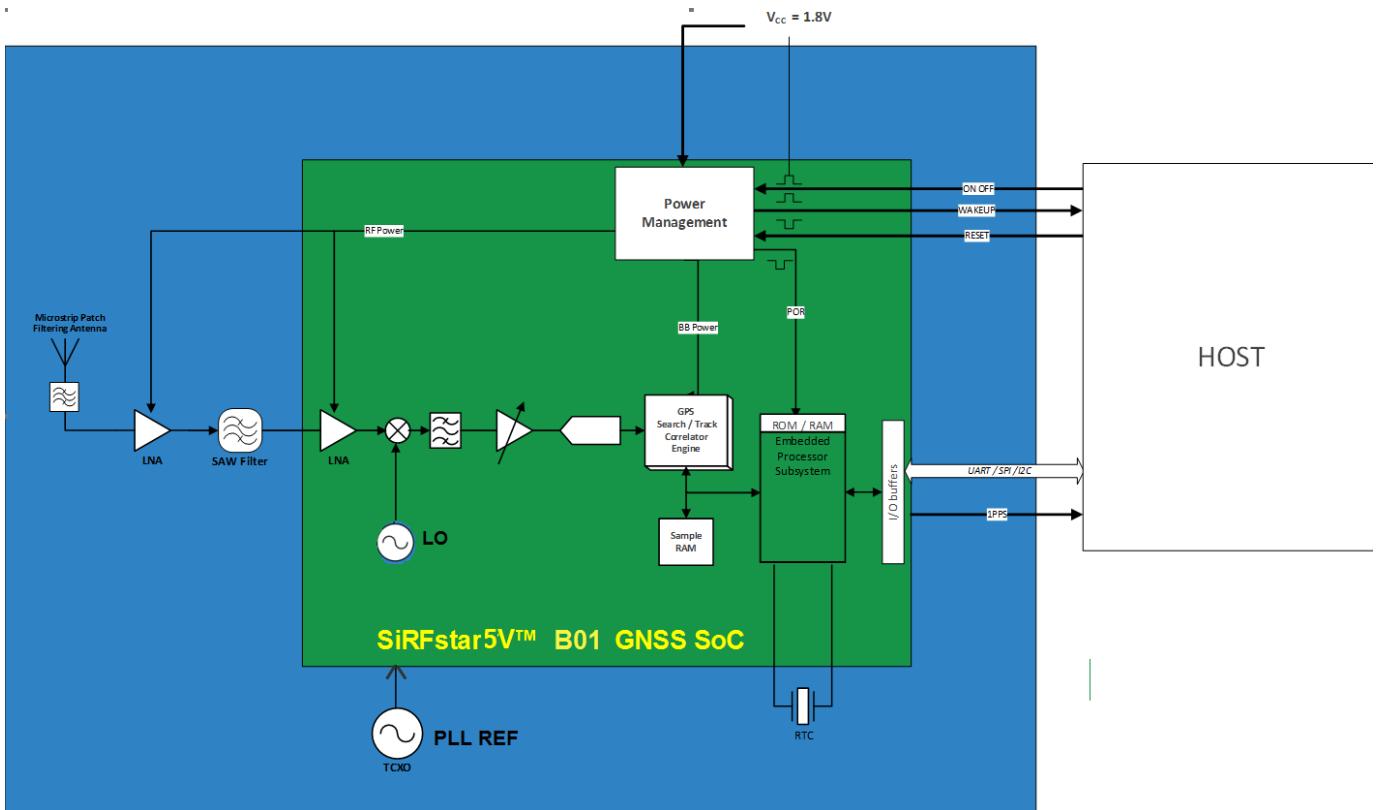 V_CC = 1.8V
Power
Management
ON OFF
WAKEUP
RESET
RF Power
POR
BB Power
HOST
Microstrip Patch
Filtering Antenna
LNA
SAW Filter
LNA
GPS
Search / Track
Correlator
Engine
ROM / RAM
Embedded
Processor
Subsystem
I/O buffers
UART / SPI / I2C
1PPS
LO
Sample
RAM
SiRFstar5V™ B01 GNSS SoC
PLL REF
TCXO
RTC